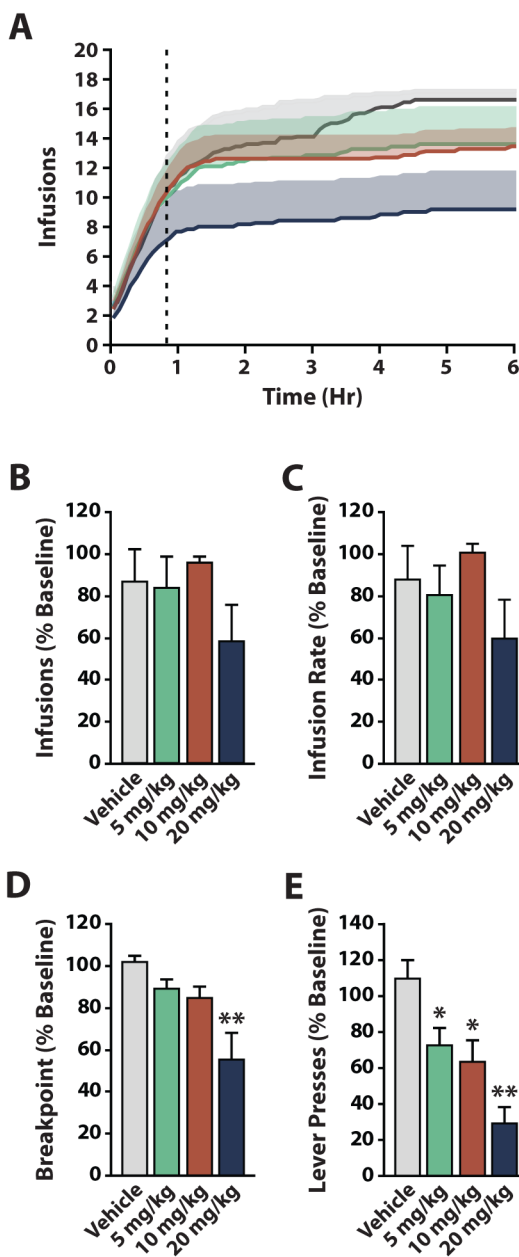 A
Infusions
20
18
16
14
12
10
8
6
4
2
0
0 1 2 3 4 5 6
Time (Hr)
B
Infusions (% Baseline)
120
100
80
60
40
20
0
Vehicle
5 mg/kg
10 mg/kg
20 mg/kg
C
Infusion Rate (% Baseline)
120
100
80
60
40
20
0
Vehicle
5 mg/kg
10 mg/kg
20 mg/kg
D
Breakpoint (% Baseline)
120
100
80
60
40
20
0
**
Vehicle
5 mg/kg
10 mg/kg
20 mg/kg
E
Lever Presses (% Baseline)
140
120
100
80
60
40
20
0
*
*
**
Vehicle
5 mg/kg
10 mg/kg
20 mg/kg